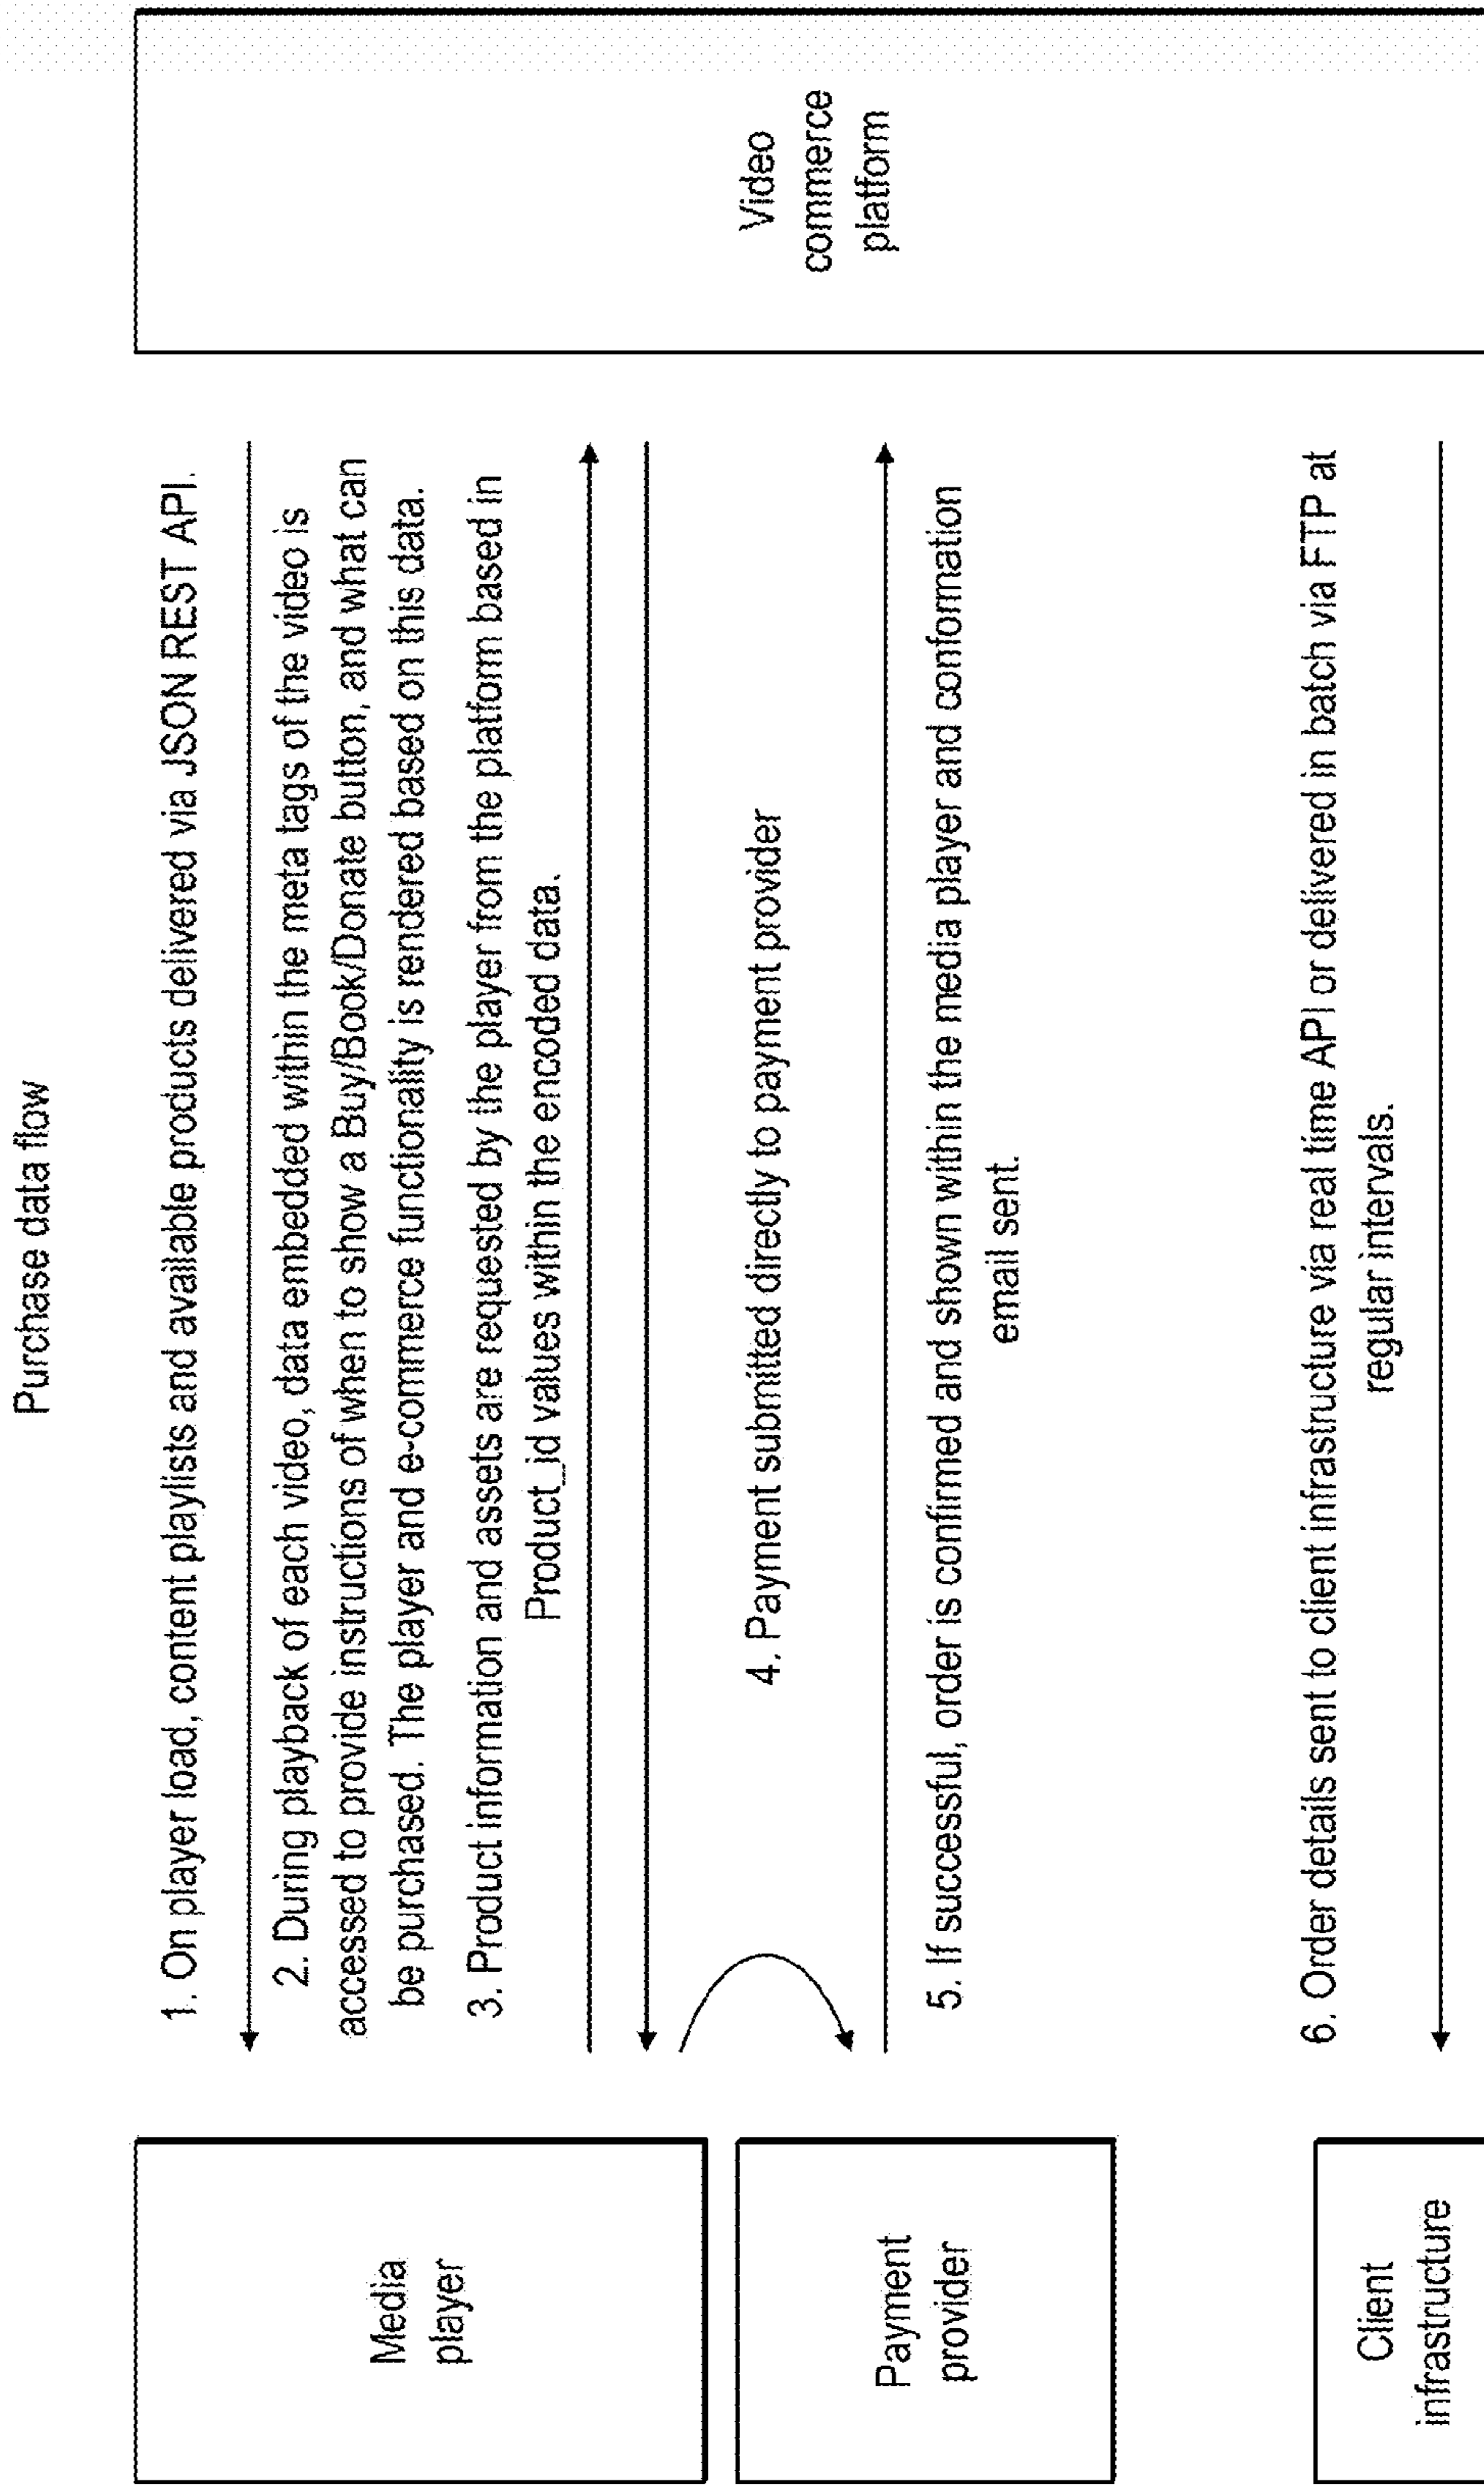 Purchase data flow
Media
player
Payment
provider
Client
infrastructure
1. On player load, content playlists and available products delivered via JSON REST API.
2. During playback of each video, data embedded within the meta tags of the video is
accessed to provide instructions of when to show a Buy/Book/Donate button, and what can
be purchased. The player and e-commerce functionality is rendered based on this data.
3. Product information and assets are requested by the player from the platform based in
Product_id values within the encoded data.
4. Payment submitted directly to payment provider
5. If successful, order is confirmed and shown within the media player and conformation
email sent.
6. Order details sent to client infrastructure via real time API or delivered in batch via FTP at
regular intervals.
Video
commerce
platform